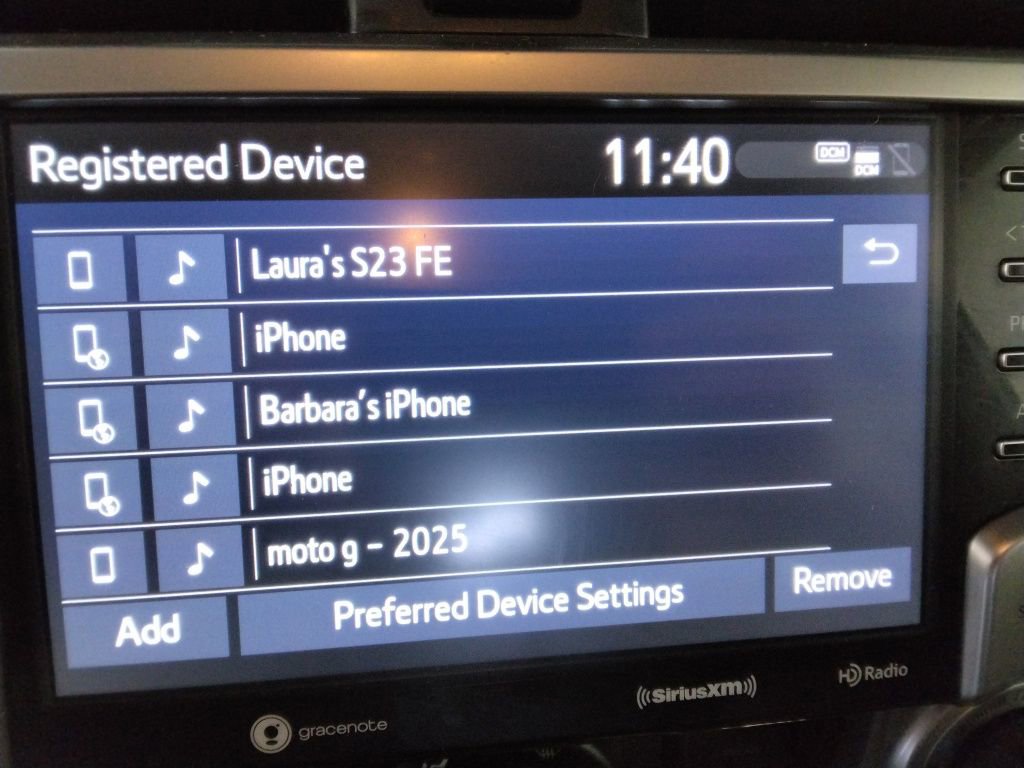 Registered Device
11:40
DCM
DCM
Laura's S23 FE
iPhone
Barbara's iPhone
iPhone
moto g - 2025
Add
Preferred Device Settings
Remove
gracenote
((SiriusXM))
HD Radio